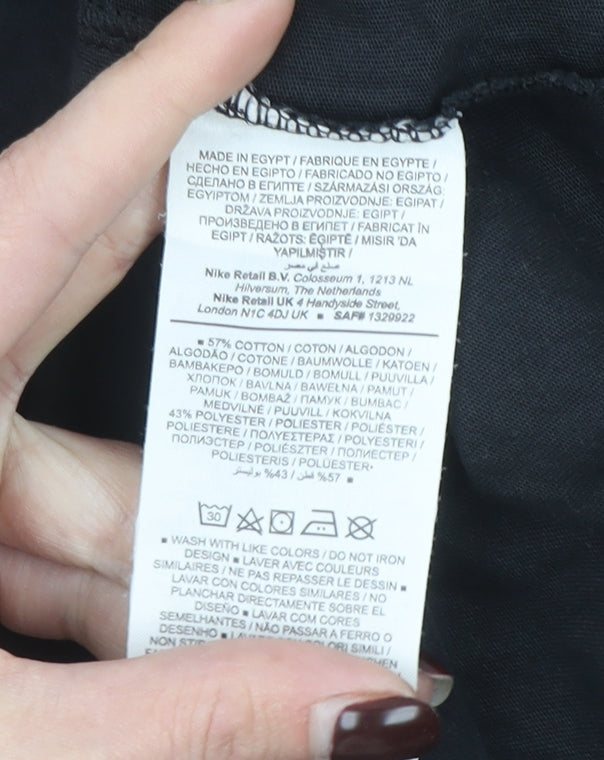 MADE IN EGYPT / FABRIQUE EN EGYPTE /
HECHO EN EGIPTO / FABRICADO NO EGIPTO /
СДЕЛАНО В ЕГИПТЕ / SZÁRMAZÁSI ORSZÁG:
EGYIPTOM / ZEMLJA PROIZVODNJE: EGIPAT /
DRŽAVA PROIZVODNJE: EGIPT /
ПРОИЗВЕДЕНО В ЕГИПЕТ / FABRICAT ÎN
EGIPT / RAŽOTS: ĒĢIPTĒ / MISIR 'DA
YAPILMIŞTIR /
صنع في مصر
Nike Retail B.V. Colosseum 1, 1213 NL
Hilversum, The Netherlands
Nike Retail UK 4 Handyside Street,
London N1C 4DJ UK ■ SAF# 1329922
■ 57% COTTON / COTON / ALGODON /
ALGODÃO / COTONE / BAUMWOLLE / KATOEN /
ΒΑΜΒΑΚΕΡΟ / BOMULD / BOMULL / PUUVILLA /
ХЛОПОК / BAVLNA / BAWEŁNA / PAMUT /
PAMUK / BOMBAŽ / ПАМУК / BUMBAC /
MEDVILNĖ / PUUVILL / KOKVILNA
43% POLYESTER / POLIESTER / POLIÉSTER /
POLIESTERE / ΠΟΛΥΕΣΤΕΡΑΣ / POLYESTERI /
ПОЛИЭСТЕР / POLIÉSZTER / ПОЛИЕСТЕР /
POLIESTERIS / POLÜESTER
57% قطن / 43% بوليستر ■
30
■ WASH WITH LIKE COLORS / DO NOT IRON
DESIGN ■ LAVER AVEC COULEURS
SIMILAIRES / NE PAS REPASSER LE DESSIN ■
LAVAR CON COLORES SIMILARES / NO
PLANCHAR DIRECTAMENTE SOBRE EL
DISEÑO ■ LAVAR COM CORES
SEMELHANTES / NÃO PASSAR A FERRO O
DESENHO ■ SIMILI /
NON